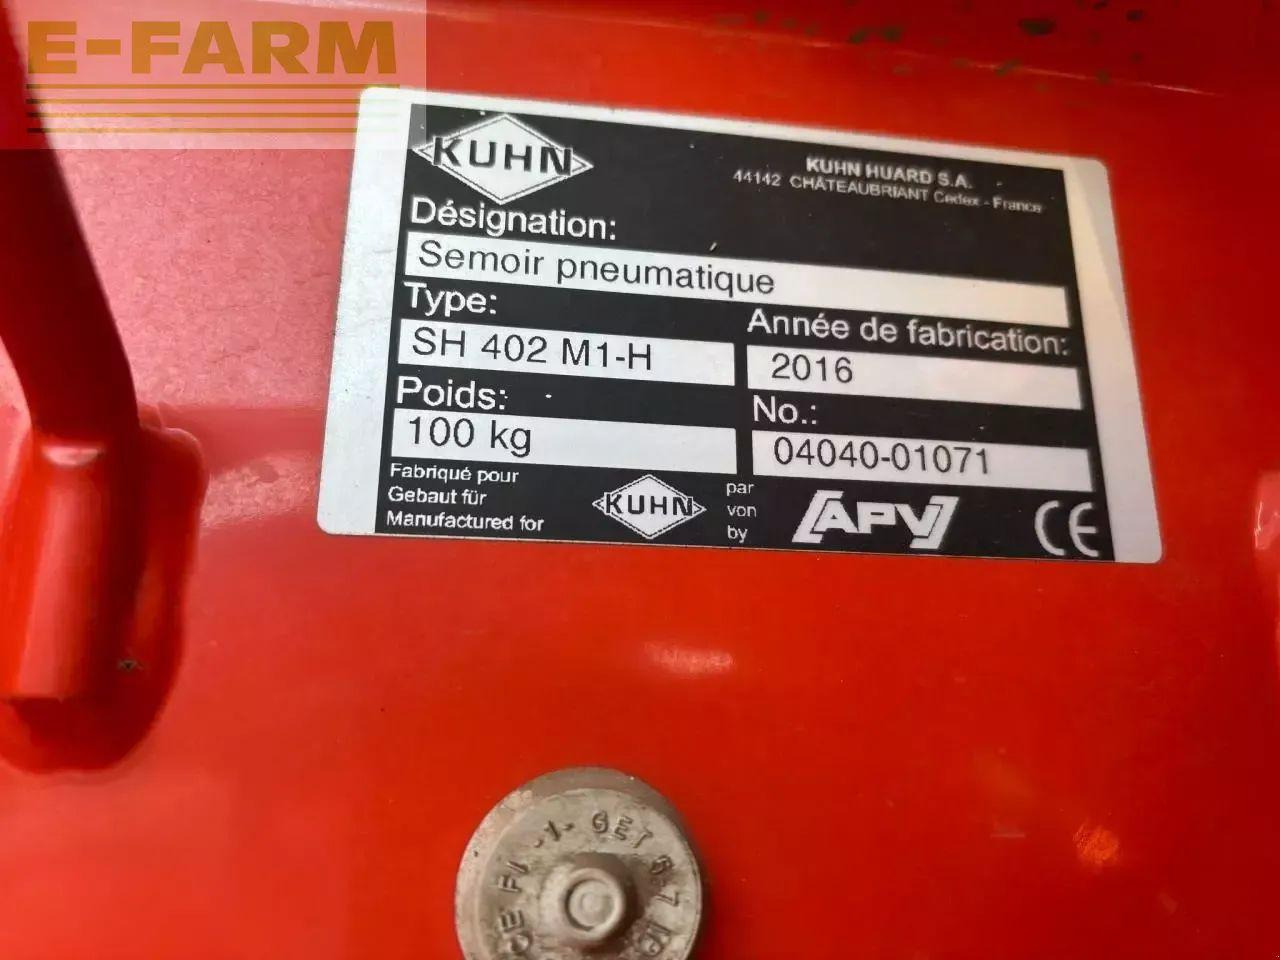 E-FARM
KUHN
KUHN HUARD S.A.
44142 CHÂTEAUBRIANT Cedex - France
Désignation:
Semoir pneumatique
Type:
SH 402 M1-H
Année de fabrication:
2016
Poids:
100 kg
No.:
04040-01071
Fabriqué pour
Gebaut für
Manufactured for
KUHN
par
von
by
APV
CE